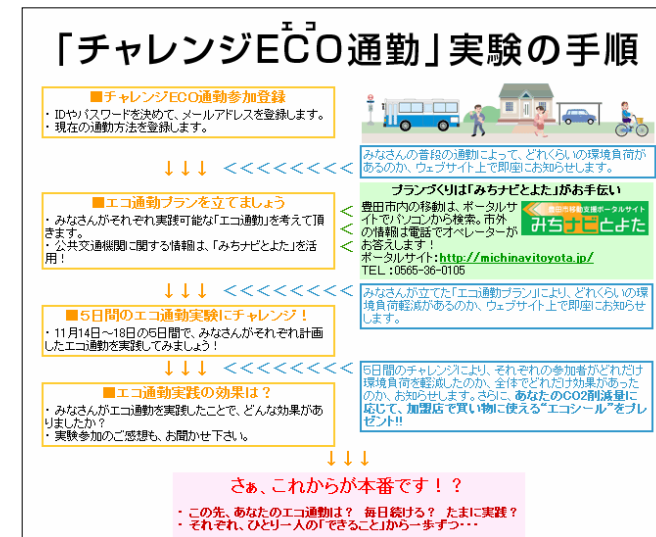 エコ
「チャレンジECO通勤」実験の手順
■チャレンジECO通勤参加登録
・IDやパスワードを決めて、メールアドレスを登録します。
・現在の通勤方法を登録します。
みなさんの普段の通勤によって、どれくらいの環境負荷が
あるのか、ウェブサイト上で即座にお知らせします。
↓↓↓ <<<<<<<<
■エコ通勤プランを立てましょう
・みなさんがそれぞれ実践可能な「エコ通勤」を考えて頂
きます。
・公共交通機関に関する情報は、「みちナビとよた」を活
用！
<
<
<
プランづくりは「みちナビとよた」がお手伝い
豊田市内の移動は、ポータルサ
イトでパソコンから検索。市外
の情報は電話でオペレーターが
お答えします！
ポータルサイト：http://michinavitoyota.jp/
TEL：0565-36-0105
豊田市移動支援ポータルサイト
みちナビとよた
↓↓↓ <<<<<<<<
みなさんが立てた「エコ通勤プラン」により、どれくらいの環
境負荷軽減があるのか、ウェブサイト上で即座にお知らせ
します。
■5日間のエコ通勤実験にチャレンジ！
・11月14日～18日の5日間で、みなさんがそれぞれ計画
したエコ通勤を実践してみましょう！
↓↓↓ <<<<<<<<
5日間のチャレンジにより、それぞれの参加者がどれだけ
環境負荷を軽減したのか、全体でどれだけ効果があった
のか、お知らせします。さらに、あなたのCO2削減量に
応じて、加盟店で買い物に使える“エコシール”をプレ
ゼント!!
■エコ通勤実践の効果は？
・みなさんがエコ通勤を実践したことで、どんな効果があ
りましたか？
・実験参加のご感想も、お聞かせ下さい。
↓↓↓
さぁ、これからが本番です！？
・この先、あなたのエコ通勤は？ 毎日続ける？ たまに実践？
・それぞれ、ひとり一人の「できること」から一歩ずつ・・・